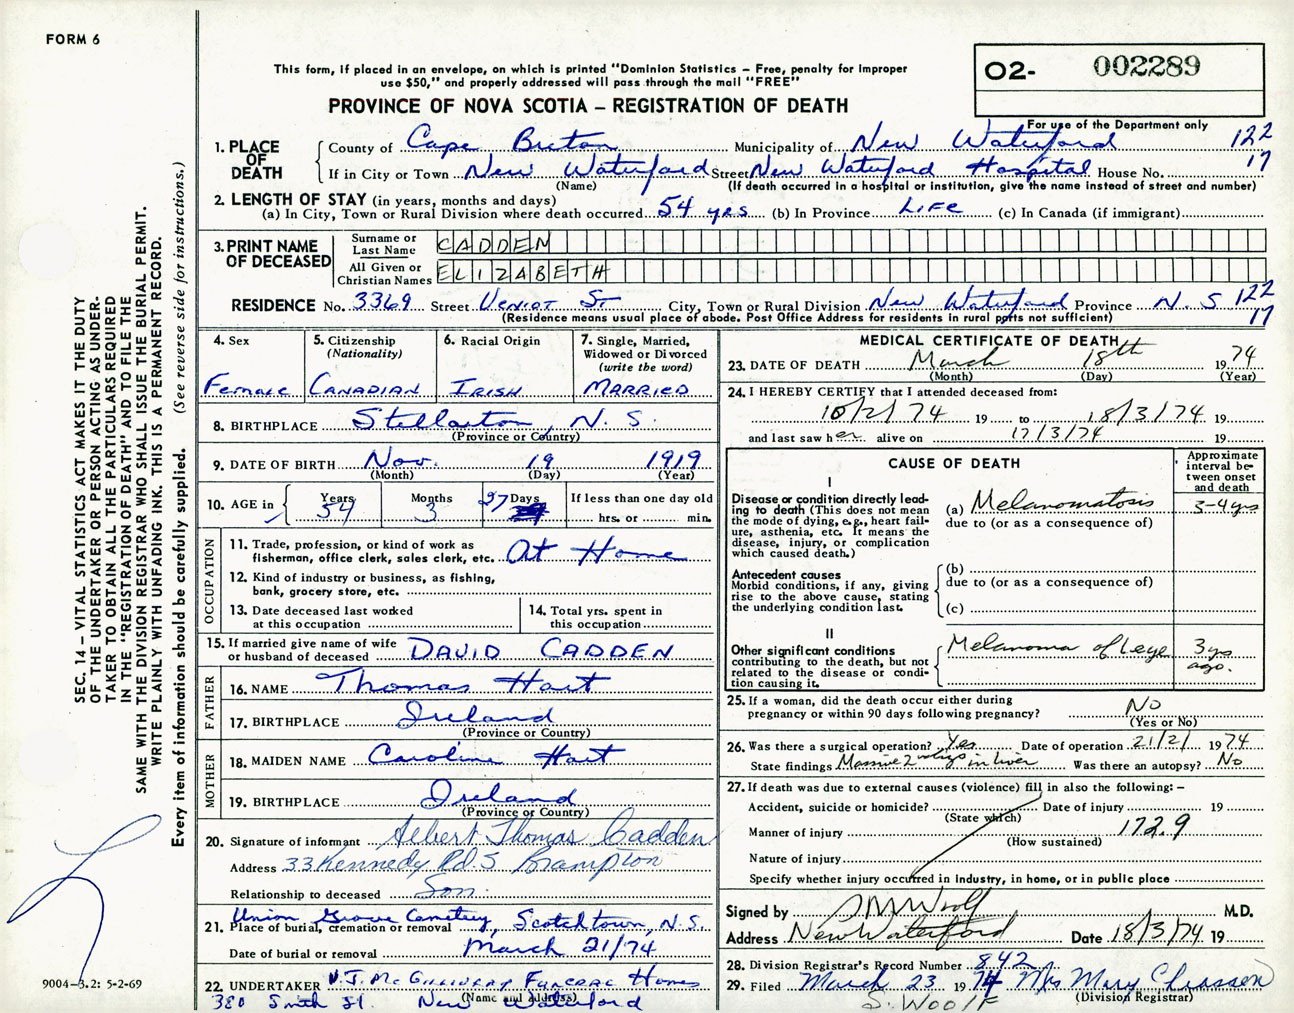 FORM 6
This form, if placed in an envelope, on which is printed "Dominion Statistics – Free, penalty for improper
use $50," and properly addressed will pass through the mail "FREE"
PROVINCE OF NOVA SCOTIA – REGISTRATION OF DEATH
O2- 002289
For use of the Department only
1. PLACE OF DEATH
County of Cape Breton Municipality of New Waterford 122
If in City or Town New Waterford Street New Waterford Hospital House No. 17
(Name) (If death occurred in a hospital or institution, give the name instead of street and number)
2. LENGTH OF STAY (in years, months and days)
(a) In City, Town or Rural Division where death occurred 54 yrs (b) In Province LIFE (c) In Canada (if immigrant)
3. PRINT NAME OF DECEASED
Surname or Last Name CADDEN
All Given or Christian Names ELIZABETH
RESIDENCE No. 3369 Street Veniot St City, Town or Rural Division New Waterford Province N.S 122
(Residence means usual place of abode. Post Office Address for residents in rural parts not sufficient) 17
4. Sex
Female
5. Citizenship
(Nationality)
CANADIAN
6. Racial Origin
IRISH
7. Single, Married,
Widowed or Divorced
(write the word)
MARRIED
8. BIRTHPLACE Stellarton, N.S.
(Province or Country)
9. DATE OF BIRTH Nov. 19 1919
(Month) (Day) (Year)
10. AGE in
Years 54
Months 3
Days 27
If less than one day old
hrs. or min.
OCCUPATION
11. Trade, profession, or kind of work as
fisherman, office clerk, sales clerk, etc. At Home
12. Kind of industry or business, as fishing,
bank, grocery store, etc.
13. Date deceased last worked
at this occupation
14. Total yrs. spent in
this occupation
15. If married give name of wife
or husband of deceased DAVID CADDEN
FATHER
16. NAME Thomas Hart
17. BIRTHPLACE Ireland
(Province or Country)
MOTHER
18. MAIDEN NAME Caroline Hart
19. BIRTHPLACE Ireland
(Province or Country)
20. Signature of informant Albert Thomas Cadden
Address 33 Kennedy Rd. S Brampton
Relationship to deceased Son.
21. Union Grove Cemetery, Scotchtown, N.S.
Place of burial, cremation or removal
Date of burial or removal March 21/74
22. UNDERTAKER V.J. McGillivray Funeral Home
(Name and address)
380 Smith St. New Waterford
MEDICAL CERTIFICATE OF DEATH
23. DATE OF DEATH March 18th 1974
(Month) (Day) (Year)
24. I HEREBY CERTIFY that I attended deceased from:
10/2/74 19 to 18/3/74 19
and last saw her alive on 17/3/74 19
CAUSE OF DEATH
Approximate
interval be-
tween onset
and death
I
Disease or condition directly lead-
ing to death (This does not mean
the mode of dying, e.g., heart fail-
ure, asthenia, etc. It means the
disease, injury, or complication
which caused death.)
(a) Melanomatosis 3-4 yrs
due to (or as a consequence of)
Antecedent causes
Morbid conditions, if any, giving
rise to the above cause, stating
the underlying condition last.
(b)
due to (or as a consequence of)
(c)
II
Other significant conditions
contributing to the death, but not
related to the disease or condi-
tion causing it.
Melanoma of L eye 3 yrs
ago.
25. If a woman, did the death occur either during
pregnancy or within 90 days following pregnancy? No
(Yes or No)
26. Was there a surgical operation? Yes Date of operation 21/2/ 1974
State findings Massive 2 in liver Was there an autopsy? No
27. If death was due to external causes (violence) fill in also the following: –
Accident, suicide or homicide? Date of injury 19
(State which)
Manner of injury 172.9
(How sustained)
Nature of injury
Specify whether injury occurred in industry, in home, or in public place
Signed by S M Woolf M.D.
Address New Waterford Date 18/3/74 19
28. Division Registrar's Record Number 842
29. Filed March 23 1974 Mrs Mary Chiasson
(Division Registrar)
S. Woolf
SEC. 14 – VITAL STATISTICS ACT MAKES IT THE DUTY
OF THE UNDERTAKER OR PERSON ACTING AS UNDER-
TAKER TO OBTAIN ALL THE PARTICULARS REQUIRED
IN THE "REGISTRATION OF DEATH" AND TO FILE THE
SAME WITH THE DIVISION REGISTRAR WHO SHALL ISSUE THE BURIAL PERMIT.
WRITE PLAINLY WITH UNFADING INK. THIS IS A PERMANENT RECORD.
Every item of information should be carefully supplied. (See reverse side for instructions.)
9004-3.2: 5-2-69